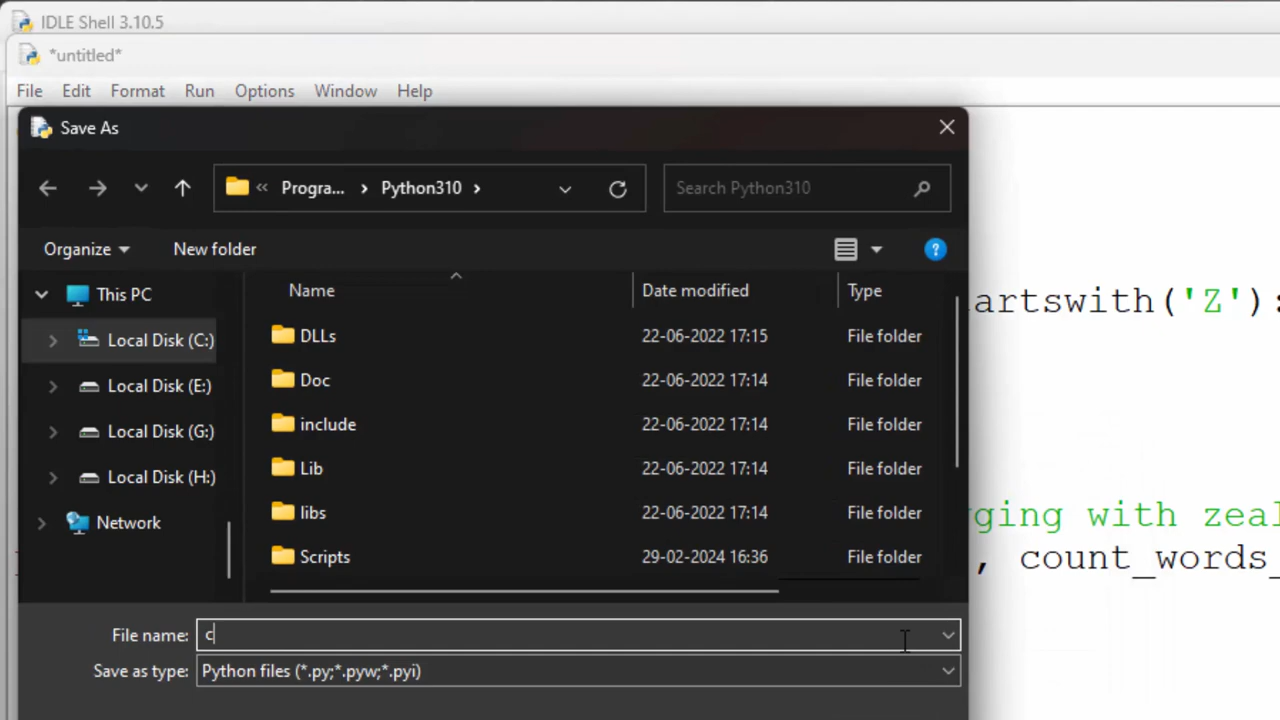 IDLE Shell 3.10.5
*untitled*
File Edit Format Run Options Window Help
Save As
« Progra... > Python310 > Search Python310
Organize New folder
This PC
Local Disk (C:)
Local Disk (E:)
Local Disk (G:)
Local Disk (H:)
Network
Name Date modified Type
DLLs 22-06-2022 17:15 File folder
Doc 22-06-2022 17:14 File folder
include 22-06-2022 17:14 File folder
Lib 22-06-2022 17:14 File folder
libs 22-06-2022 17:14 File folder
Scripts 29-02-2024 16:36 File folder
artswith('Z'):
ging with zeal
, count_words_
File name: c
Save as type: Python files (*.py;*.pyw;*.pyi)